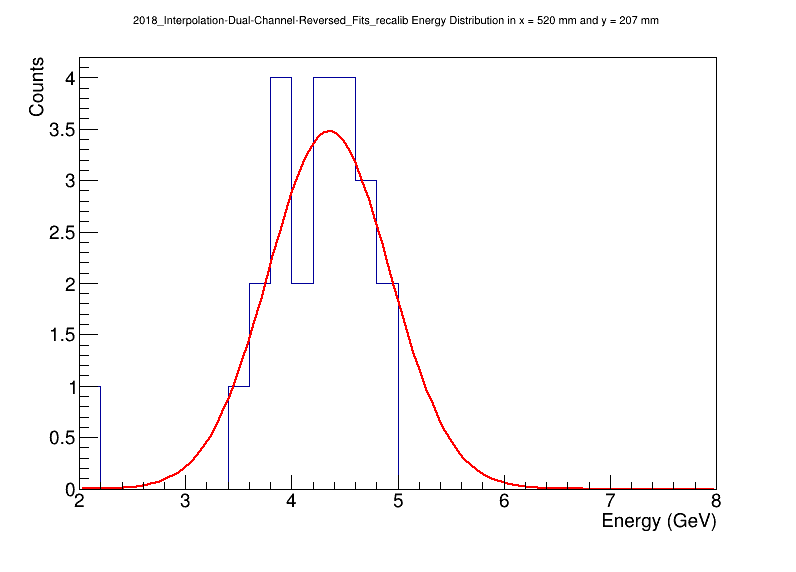 2018_Interpolation-Dual-Channel-Reversed_Fits_recalib Energy Distribution in x = 520 mm and y = 207 mm
Counts
4
3.5
3
2.5
2
1.5
1
0.5
0
2 3 4 5 6 7 8
Energy (GeV)